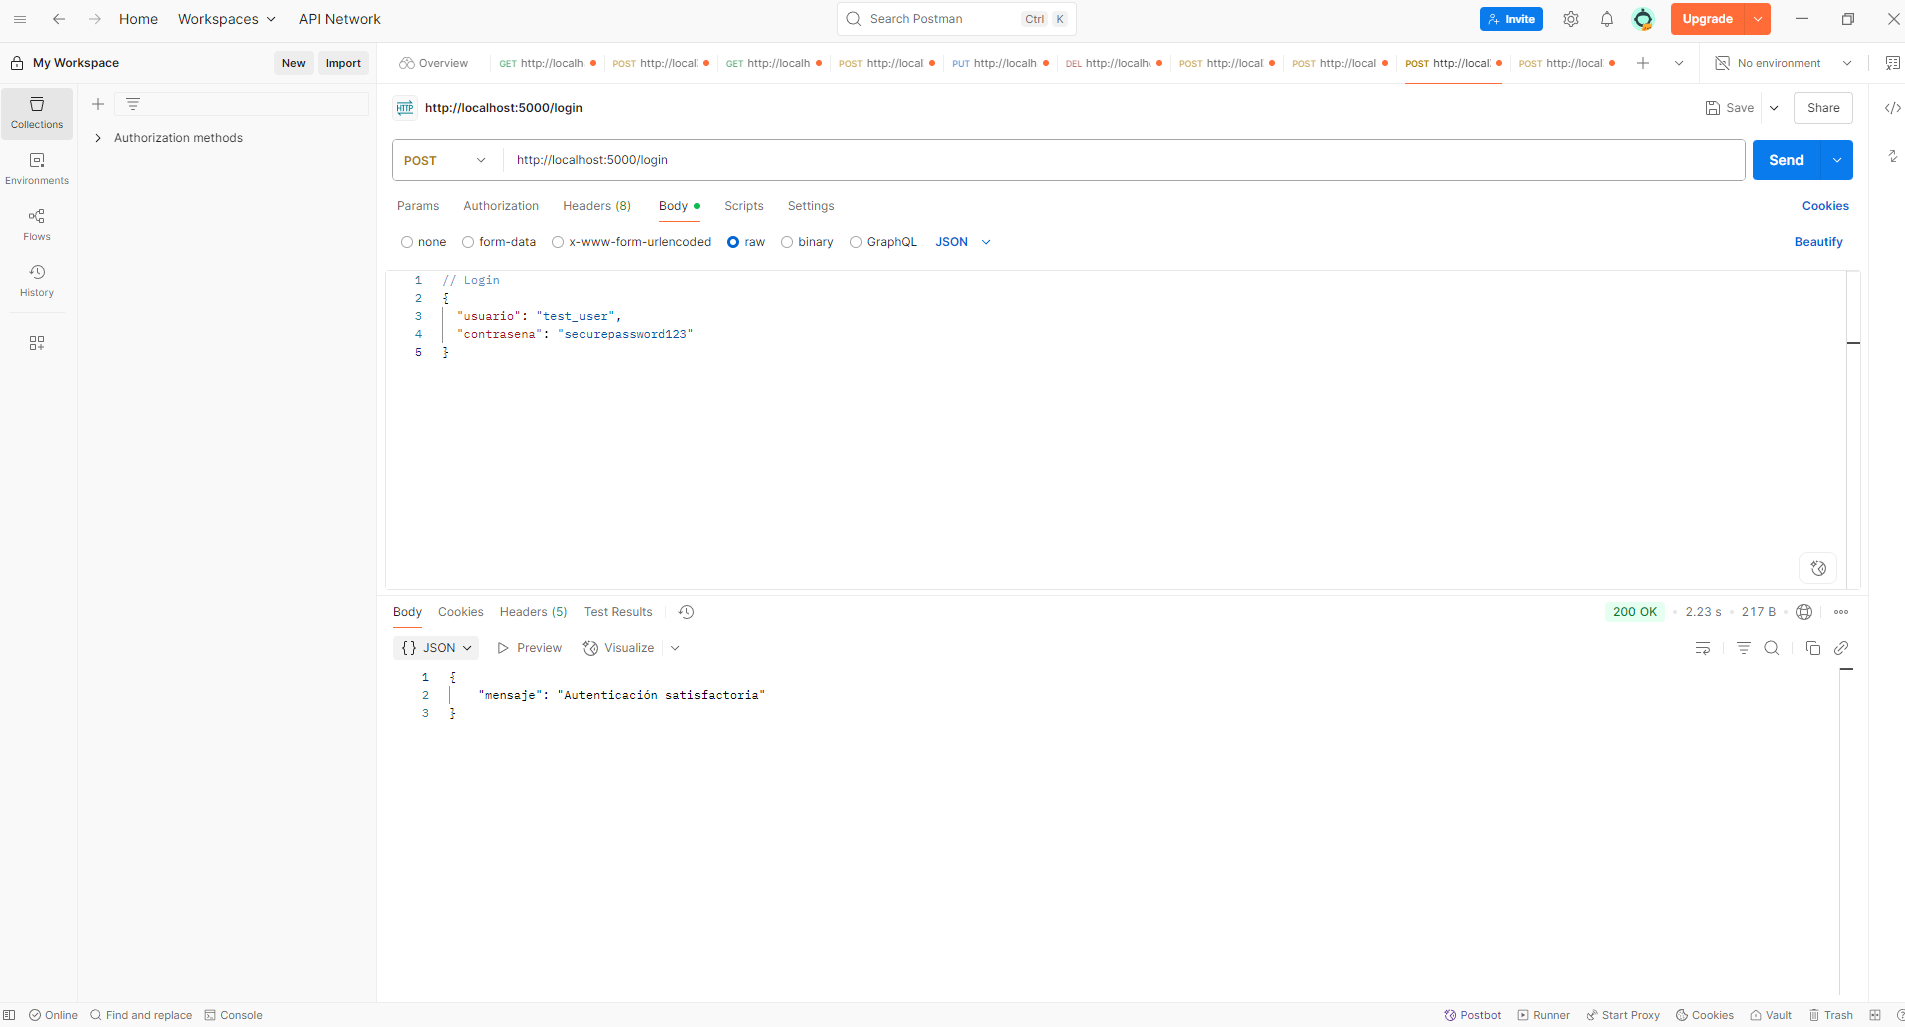 Home Workspaces API Network Search Postman Ctrl K Invite Upgrade
My Workspace New Import Overview GET http://localh POST http://local GET http://localh POST http://local PUT http://localh DEL http://localh POST http://local POST http://local POST http://local POST http://local No environment
Collections
Environments
Flows
History
Authorization methods
HTTP http://localhost:5000/login Save Share
POST http://localhost:5000/login Send
Params Authorization Headers (8) Body Scripts Settings Cookies
none form-data x-www-form-urlencoded raw binary GraphQL JSON Beautify
1 // Login
2 {
3 "usuario": "test_user",
4 "contrasena": "securepassword123"
5 }
Body Cookies Headers (5) Test Results 200 OK • 2.23 s • 217 B •
{} JSON Preview Visualize
1 {
2 "mensaje": "Autenticación satisfactoria"
3 }
Online Find and replace Console Postbot Runner Start Proxy Cookies Vault Trash